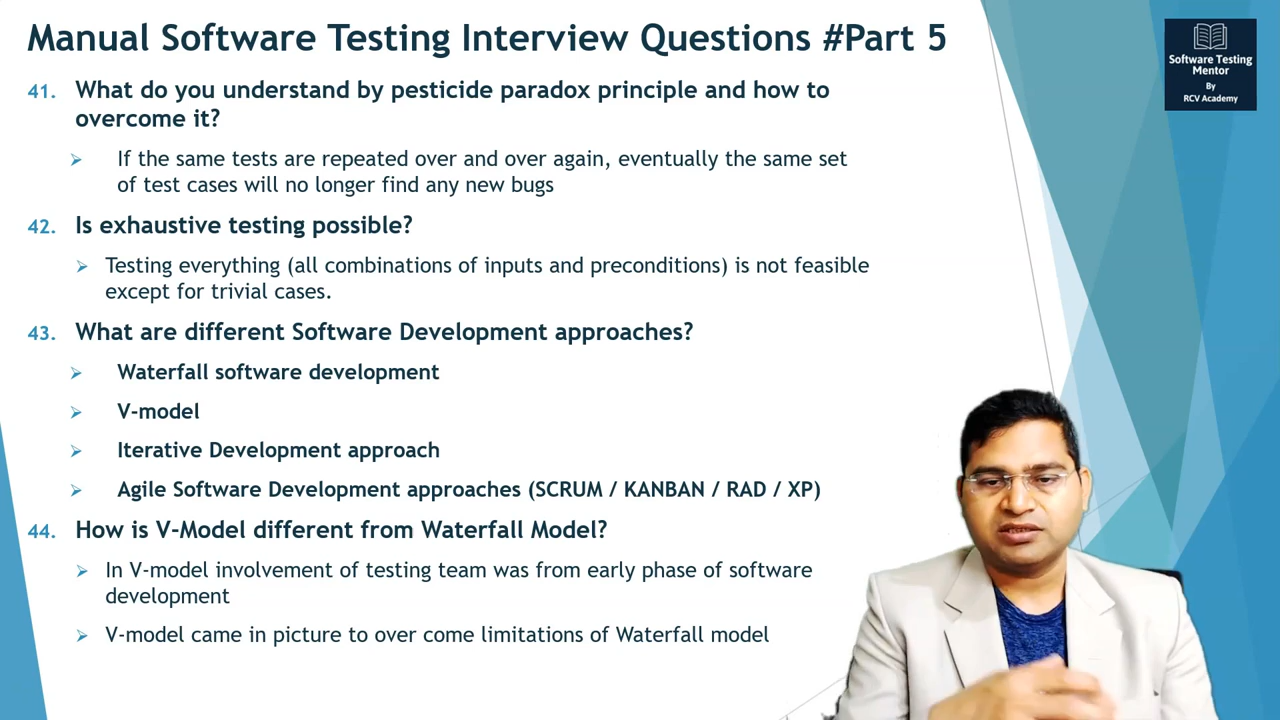 Manual Software Testing Interview Questions #Part 5
Software Testing
Mentor
By
RCV Academy
41. What do you understand by pesticide paradox principle and how to
overcome it?
If the same tests are repeated over and over again, eventually the same set
of test cases will no longer find any new bugs
42. Is exhaustive testing possible?
Testing everything (all combinations of inputs and preconditions) is not feasible
except for trivial cases.
43. What are different Software Development approaches?
Waterfall software development
V-model
Iterative Development approach
Agile Software Development approaches (SCRUM / KANBAN / RAD / XP)
44. How is V-Model different from Waterfall Model?
In V-model involvement of testing team was from early phase of software
development
V-model came in picture to over come limitations of Waterfall model